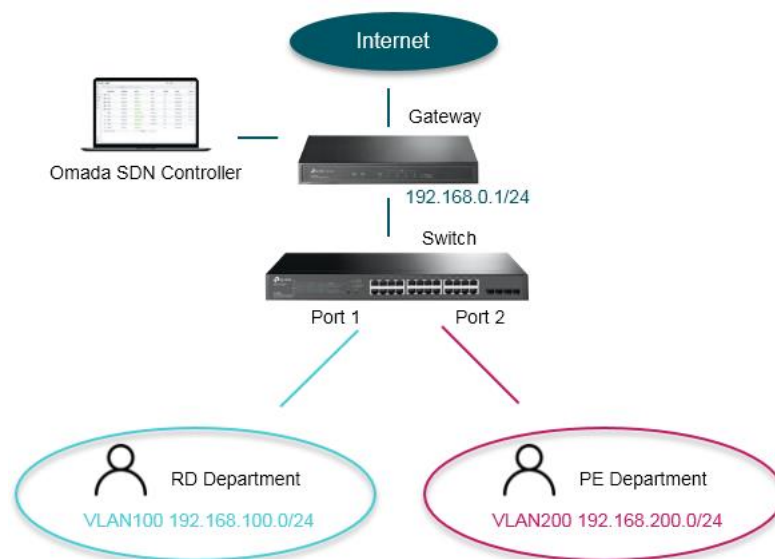 Internet
Gateway
Omada SDN Controller
192.168.0.1/24
Switch
Port 1
Port 2
RD Department
VLAN100 192.168.100.0/24
PE Department
VLAN200 192.168.200.0/24